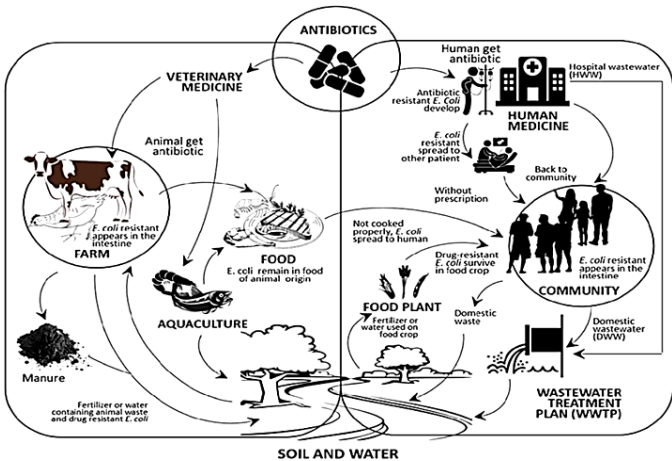 ANTIBIOTICS
VETERINARY
MEDICINE
Animal get
antibiotic
E. coli resistant
appears in the
intestine
FARM
FOOD
E. coli remain in food
of animal origin
AQUACULTURE
Manure
Fertilizer or water
containing animal waste
and drug resistant E. coli
Human get
antibiotic
Hospital wastewater
(HWW)
Antibiotic
resistant E. Coli
develop
HUMAN
MEDICINE
E. coli
resistant
spread to
other patient
Back to
community
Without
prescription
Not cooked
properly, E. coli
spread to human
Drug-resistant
E. coli survive
in food crop
E. coli resistant
appears in the
intestine
COMMUNITY
FOOD PLANT
Fertilizer or
water used on
food crop
Domestic
waste
Domestic
wastewater
(DWW)
WASTEWATER
TREATMENT
PLAN (WWTP)
SOIL AND WATER